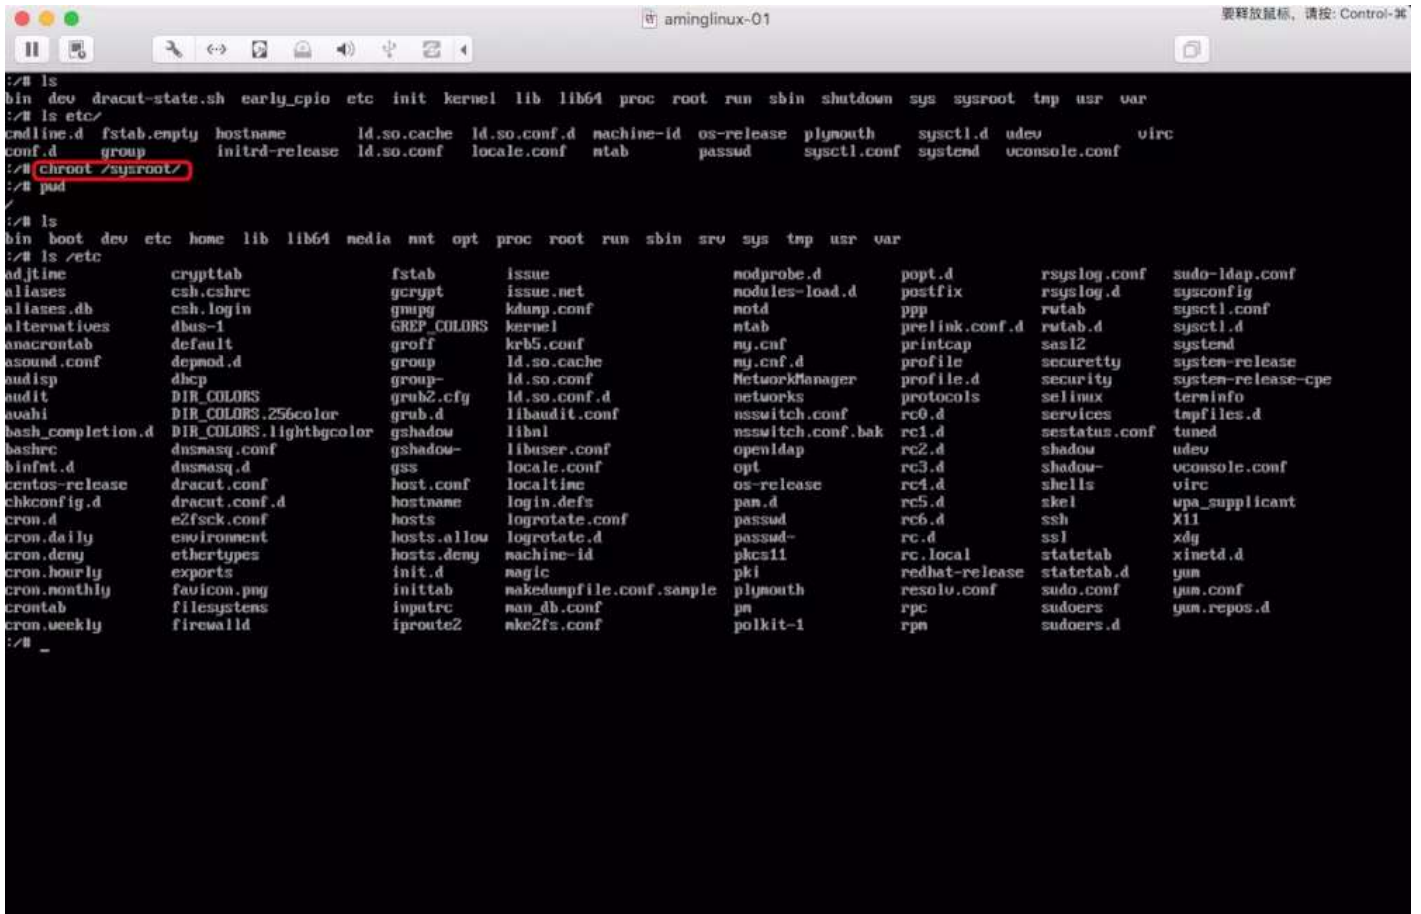 aminglinux-01
要释放鼠标，请按: Control-⌘
:/# ls
bin dev dracut-state.sh early_cpio etc init kernel lib lib64 proc root run sbin shutdown sys sysroot tmp usr var
:/# ls etc/
cmdline.d fstab.empty hostname ld.so.cache ld.so.conf.d machine-id os-release plymouth sysctl.d udev virc
conf.d group initrd-release ld.so.conf locale.conf mtab passwd sysctl.conf systemd vconsole.conf
:/# chroot /sysroot/
:/# pwd
/
:/# ls
bin boot dev etc home lib lib64 media mnt opt proc root run sbin srv sys tmp usr var
:/# ls /etc
adjtime crypttab fstab issue modprobe.d popt.d rsyslog.conf sudo-ldap.conf
aliases csh.cshrc gcrypt issue.net modules-load.d postfix rsyslog.d sysconfig
aliases.db csh.login gnupg kdump.conf motd ppp rwtab sysctl.conf
alternatives dbus-1 GREP_COLORS kernel mtab prelink.conf.d rwtab.d sysctl.d
anacrontab default groff krb5.conf my.cnf printcap sasl2 systemd
asound.conf depmod.d group ld.so.cache my.cnf.d profile securetty system-release
audisp dhcp group- ld.so.conf NetworkManager profile.d security system-release-cpe
audit DIR_COLORS grub2.cfg ld.so.conf.d networks protocols selinux terminfo
avahi DIR_COLORS.256color grub.d libaudit.conf nsswitch.conf rc0.d services tmpfiles.d
bash_completion.d DIR_COLORS.lightbgcolor gshadow libnl nsswitch.conf.bak rc1.d sestatus.conf tuned
bashrc dnsmasq.conf gshadow- libuser.conf openldap rc2.d shadow udev
binfmt.d dnsmasq.d gss locale.conf opt rc3.d shadow- vconsole.conf
centos-release dracut.conf host.conf localtime os-release rc4.d shells virc
chkconfig.d dracut.conf.d hostname login.defs pam.d rc5.d skel wpa_supplicant
cron.d e2fsck.conf hosts logrotate.conf passwd rc6.d ssh X11
cron.daily environment hosts.allow logrotate.d passwd- rc.d ssl xdg
cron.deny ethertypes hosts.deny machine-id pkcs11 rc.local statetab xinetd.d
cron.hourly exports init.d magic pki redhat-release statetab.d yum
cron.monthly favicon.png inittab makedumpfile.conf.sample plymouth resolv.conf sudo.conf yum.conf
crontab filesystems inputrc man_db.conf pm rpc sudoers yum.repos.d
cron.weekly firewalld iproute2 mke2fs.conf polkit-1 rpm sudoers.d
:/# _